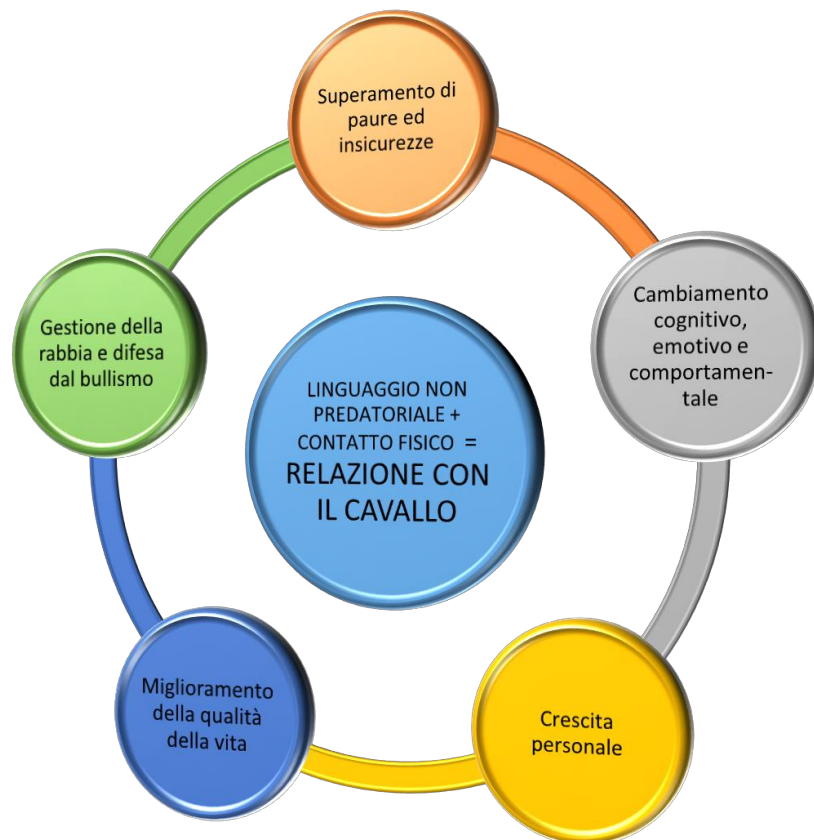 Superamento di
paure ed
insicurezze
Cambiamento
cognitivo,
emotivo e
comportamen-
tale
Crescita
personale
Miglioramento
della qualità
della vita
Gestione della
rabbia e difesa
dal bullismo
LINGUAGGIO NON
PREDATORIALE +
CONTATTO FISICO =
RELAZIONE CON
IL CAVALLO